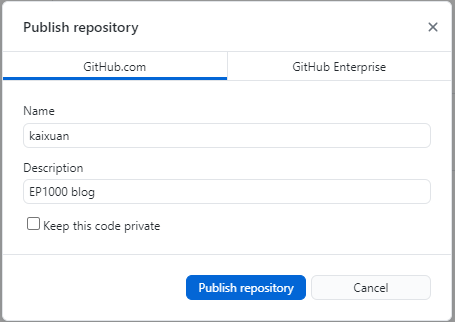 Publish repository
GitHub.com
GitHub Enterprise
Name
kaixuan
Description
EP1000 blog
Keep this code private
Publish repository
Cancel